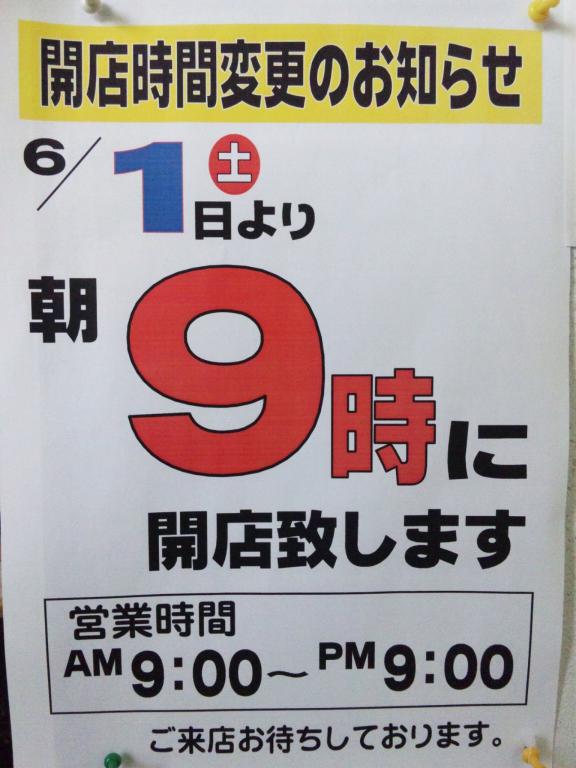 開店時間変更のお知らせ
6/1㊏日より
朝9時に
開店致します
営業時間
AM9:00〜PM9:00
ご来店お待ちしております。